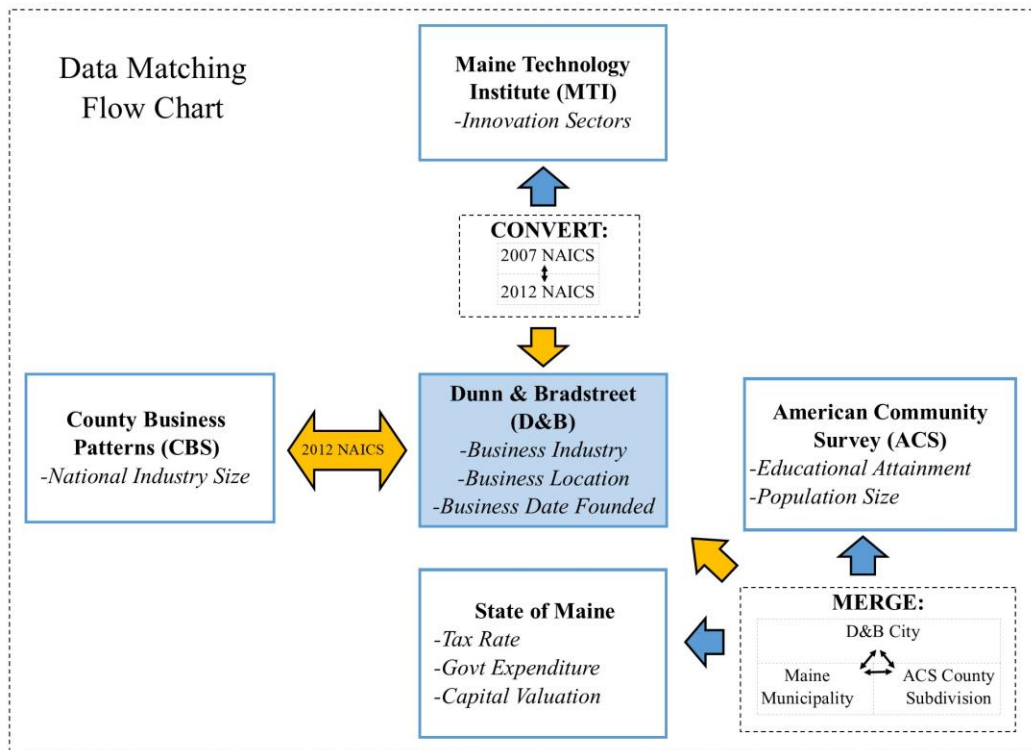 Data Matching
Flow Chart
Maine Technology
Institute (MTI)
-Innovation Sectors
CONVERT:
2007 NAICS
2012 NAICS
County Business
Patterns (CBS)
-National Industry Size
2012 NAICS
Dunn & Bradstreet
(D&B)
-Business Industry
-Business Location
-Business Date Founded
American Community
Survey (ACS)
-Educational Attainment
-Population Size
State of Maine
-Tax Rate
-Govt Expenditure
-Capital Valuation
MERGE:
D&B City
Maine
Municipality
ACS County
Subdivision